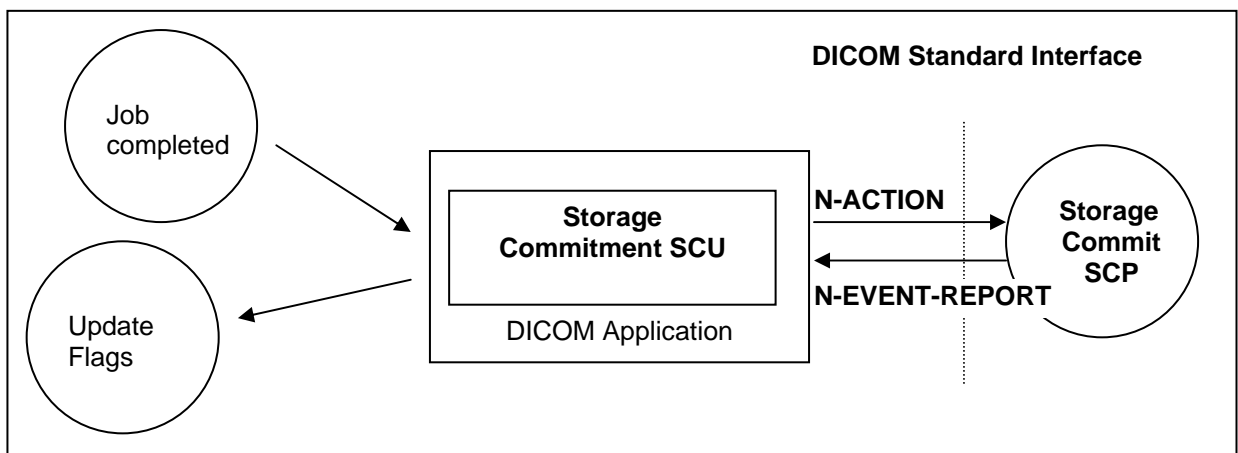 DICOM Standard Interface
Job
completed
Storage
Commitment SCU
DICOM Application
N-ACTION
N-EVENT-REPORT
Storage
Commit
SCP
Update
Flags